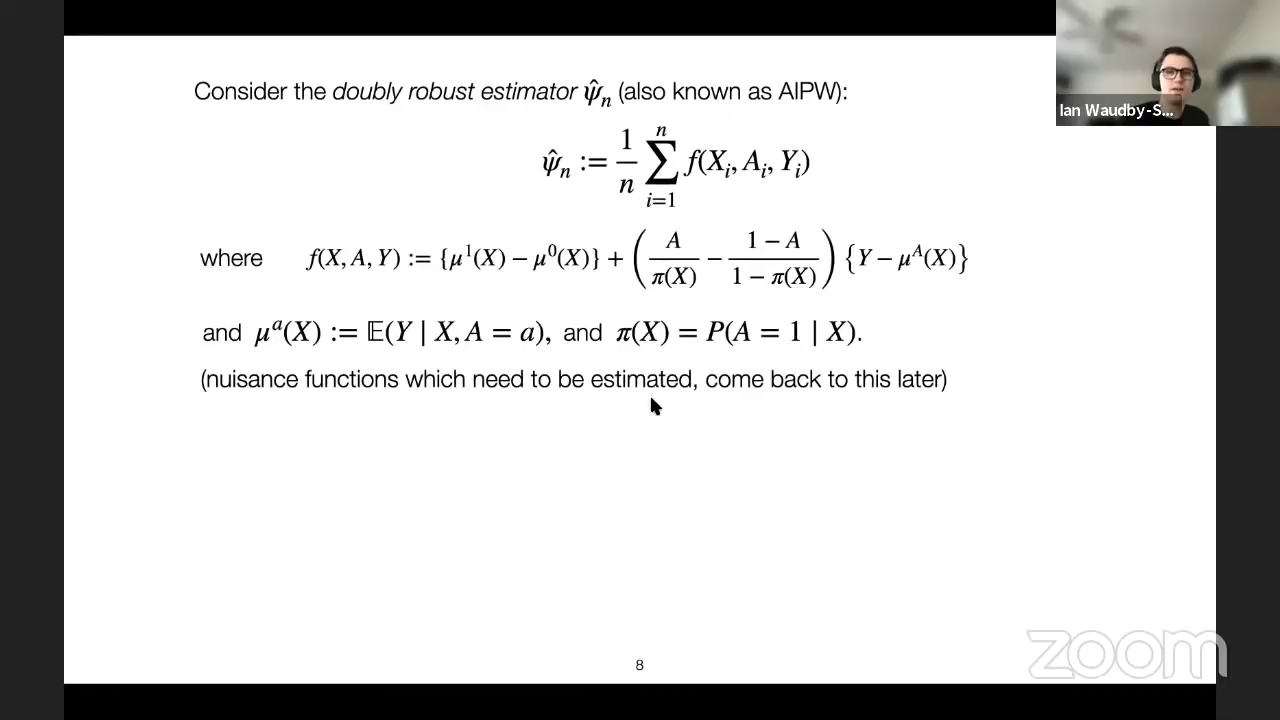 Consider the doubly robust estimator ψ̂ₙ (also known as AIPW):
Ian Waudby-S...
ψ̂ₙ := 1/n ∑ᵢ₌₁ⁿ f(Xᵢ, Aᵢ, Yᵢ)
where f(X, A, Y) := {μ¹(X) − μ⁰(X)} + (A/π(X) − (1 − A)/(1 − π(X))) {Y − μᴬ(X)}
and μᵃ(X) := 𝔼(Y | X, A = a), and π(X) = P(A = 1 | X).
(nuisance functions which need to be estimated, come back to this later)
zoom
8